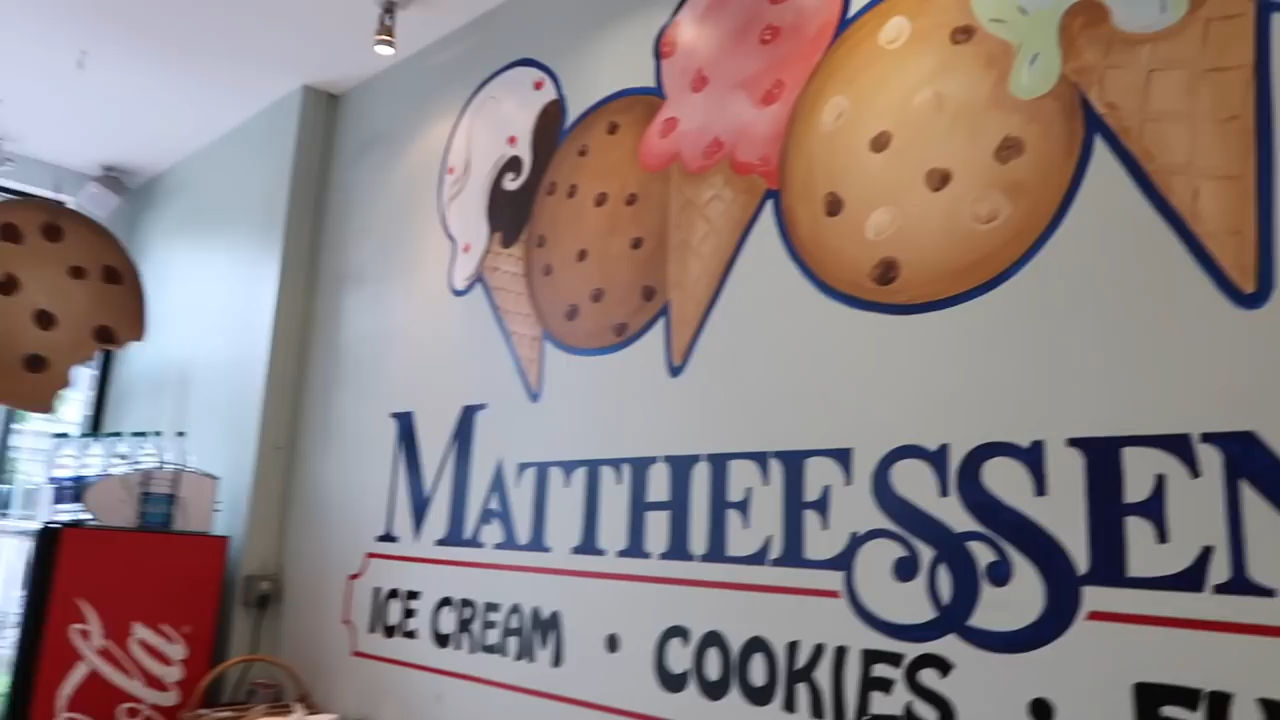 MATTHEESSEN
ICE CREAM • COOKIES •